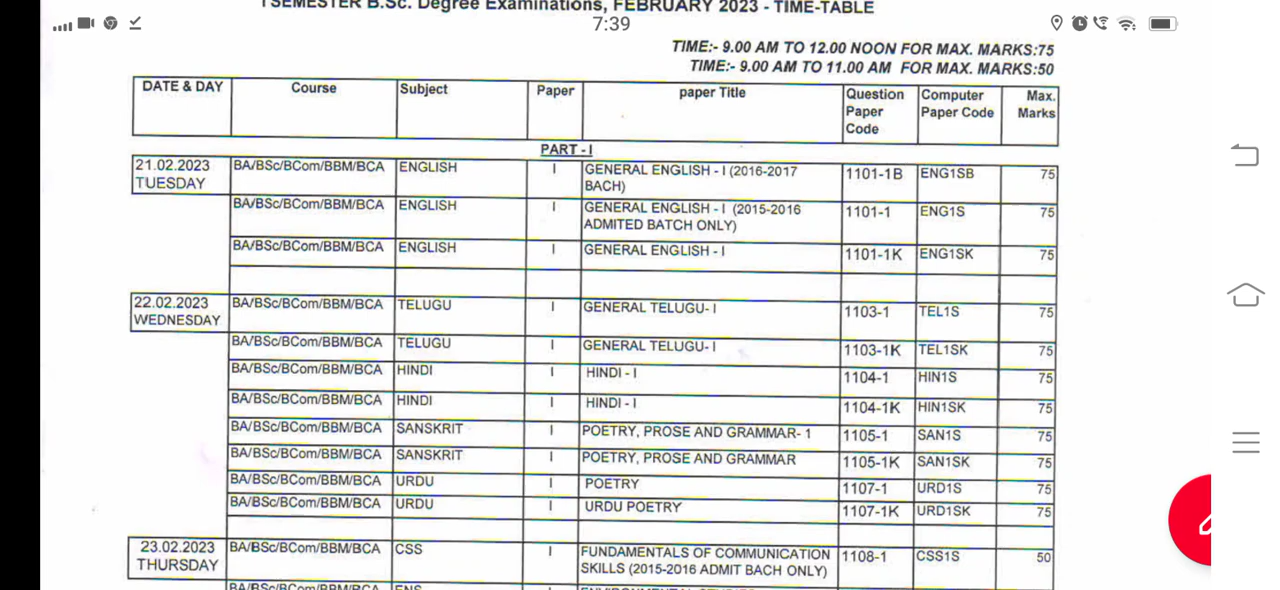 I SEMESTER B.Sc. Degree Examinations, FEBRUARY 2023 - TIME-TABLE
7:39
TIME:- 9.00 AM TO 12.00 NOON FOR MAX. MARKS:75
TIME:- 9.00 AM TO 11.00 AM FOR MAX. MARKS:50
DATE & DAY Course Subject Paper paper Title Question Paper Code Computer Paper Code Max. Marks
PART - I
21.02.2023 TUESDAY BA/BSc/BCom/BBM/BCA ENGLISH I GENERAL ENGLISH - I (2016-2017 BACH) 1101-1B ENG1SB 75
BA/BSc/BCom/BBM/BCA ENGLISH I GENERAL ENGLISH - I (2015-2016 ADMITED BATCH ONLY) 1101-1 ENG1S 75
BA/BSc/BCom/BBM/BCA ENGLISH I GENERAL ENGLISH - I 1101-1K ENG1SK 75
22.02.2023 WEDNESDAY BA/BSc/BCom/BBM/BCA TELUGU I GENERAL TELUGU- I 1103-1 TEL1S 75
BA/BSc/BCom/BBM/BCA TELUGU I GENERAL TELUGU- I 1103-1K TEL1SK 75
BA/BSc/BCom/BBM/BCA HINDI I HINDI - I 1104-1 HIN1S 75
BA/BSc/BCom/BBM/BCA HINDI I HINDI - I 1104-1K HIN1SK 75
BA/BSc/BCom/BBM/BCA SANSKRIT I POETRY, PROSE AND GRAMMAR- 1 1105-1 SAN1S 75
BA/BSc/BCom/BBM/BCA SANSKRIT I POETRY, PROSE AND GRAMMAR 1105-1K SAN1SK 75
BA/BSc/BCom/BBM/BCA URDU I POETRY 1107-1 URD1S 75
BA/BSc/BCom/BBM/BCA URDU I URDU POETRY 1107-1K URD1SK 75
23.02.2023 THURSDAY BA/BSc/BCom/BBM/BCA CSS I FUNDAMENTALS OF COMMUNICATION SKILLS (2015-2016 ADMIT BACH ONLY) 1108-1 CSS1S 50
BA/BSc/BCom/BBM/BCA ENS